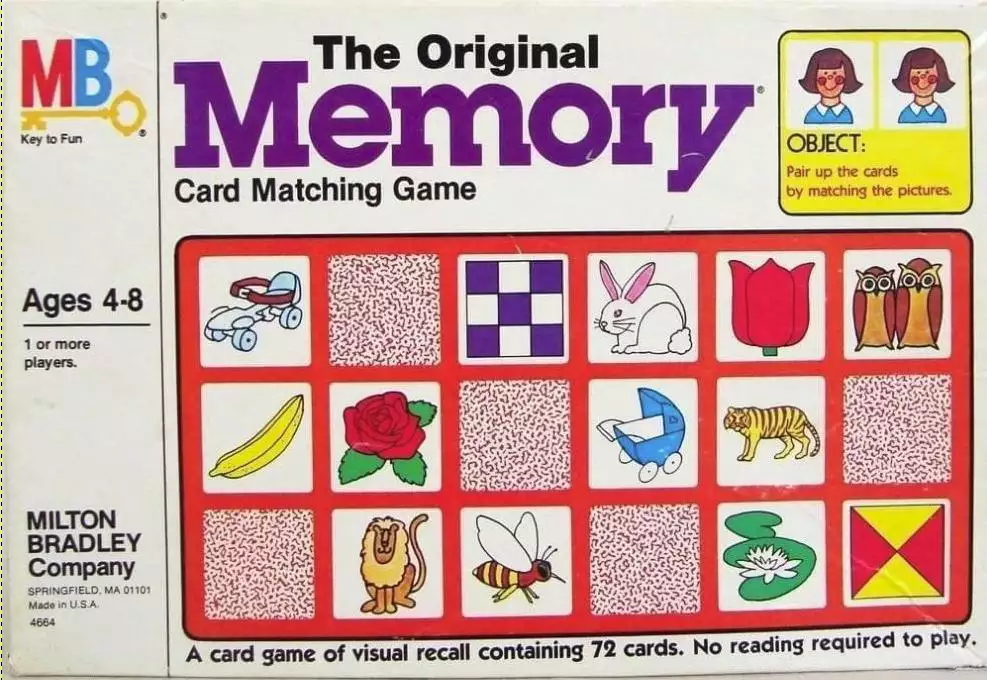 MB
®
Key to Fun
Ages 4-8
1 or more
players.
MILTON
BRADLEY
Company
SPRINGFIELD, MA 01101
Made in U.S.A.
4664
®
The Original
Memory®
Card Matching Game
OBJECT:
Pair up the cards
by matching the pictures.
A card game of visual recall containing 72 cards. No reading required to play.